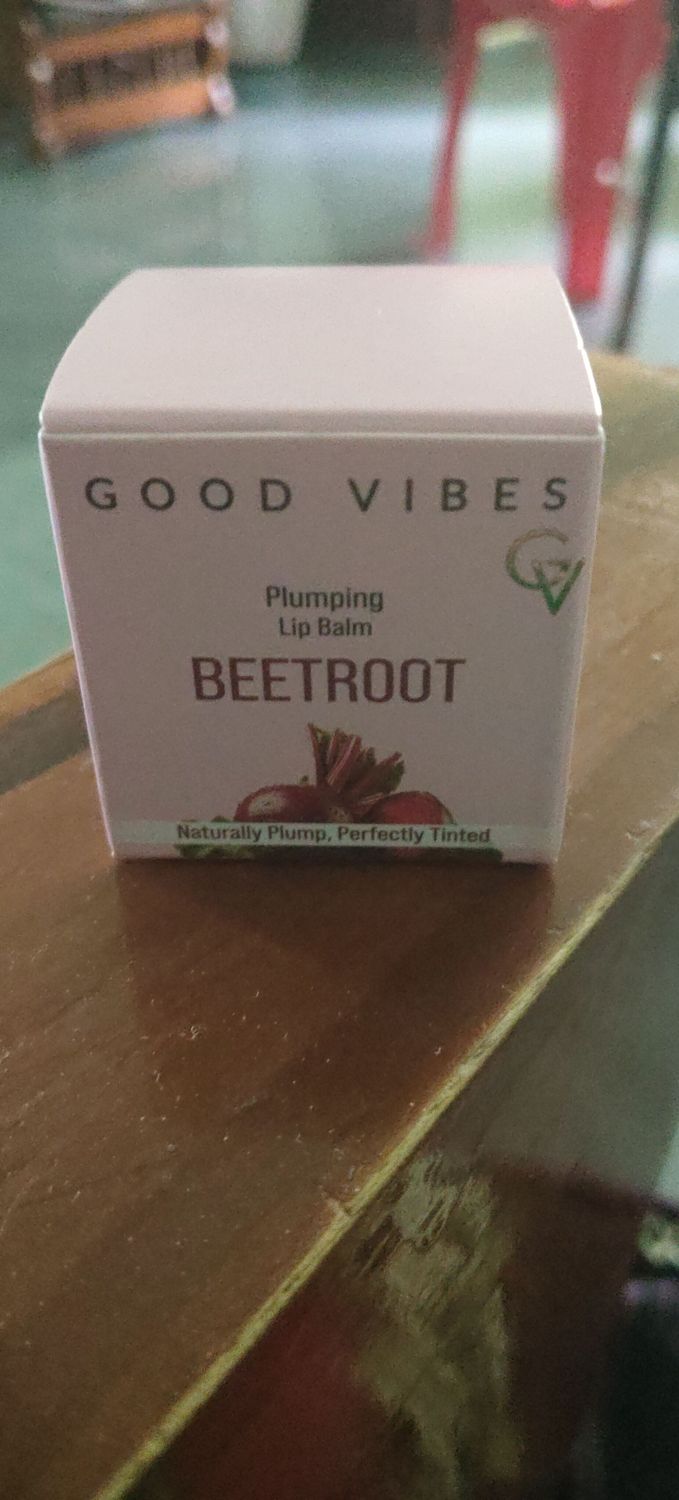 GOOD VIBES
GV
Plumping
Lip Balm
BEETROOT
Naturally Plump, Perfectly Tinted